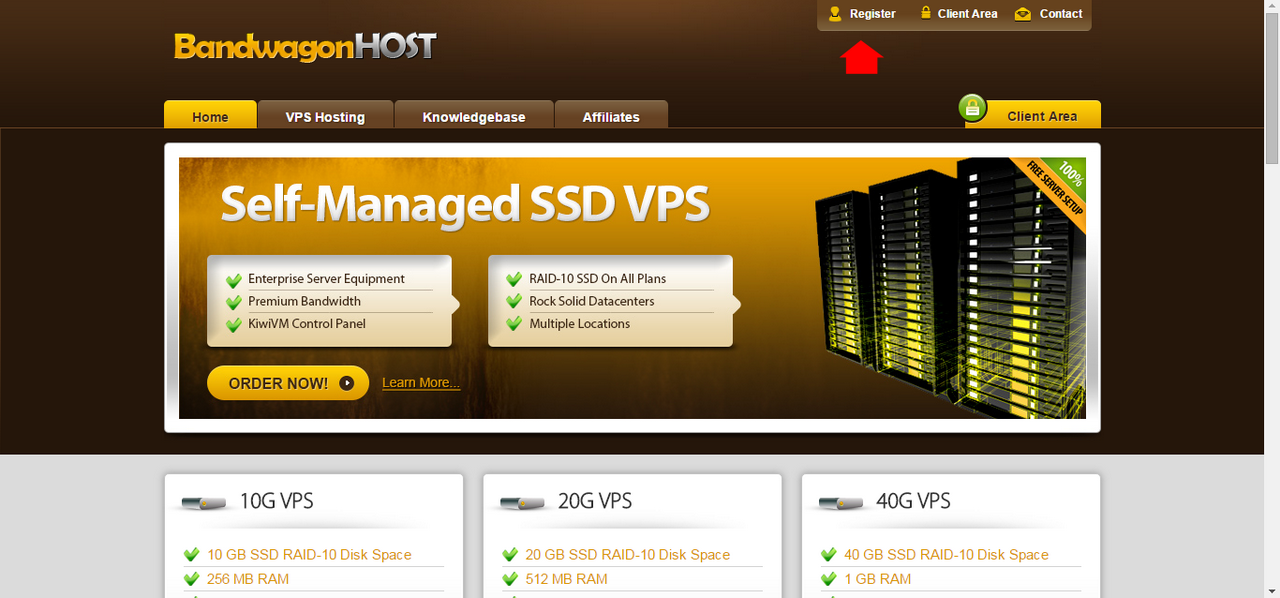 Register Client Area Contact
BandwagonHOST
Home VPS Hosting Knowledgebase Affiliates Client Area
Self-Managed SSD VPS
100%
FREE SERVER SETUP
Enterprise Server Equipment
Premium Bandwidth
KiwiVM Control Panel
RAID-10 SSD On All Plans
Rock Solid Datacenters
Multiple Locations
ORDER NOW! Learn More...
10G VPS
10 GB SSD RAID-10 Disk Space
256 MB RAM
20G VPS
20 GB SSD RAID-10 Disk Space
512 MB RAM
40G VPS
40 GB SSD RAID-10 Disk Space
1 GB RAM